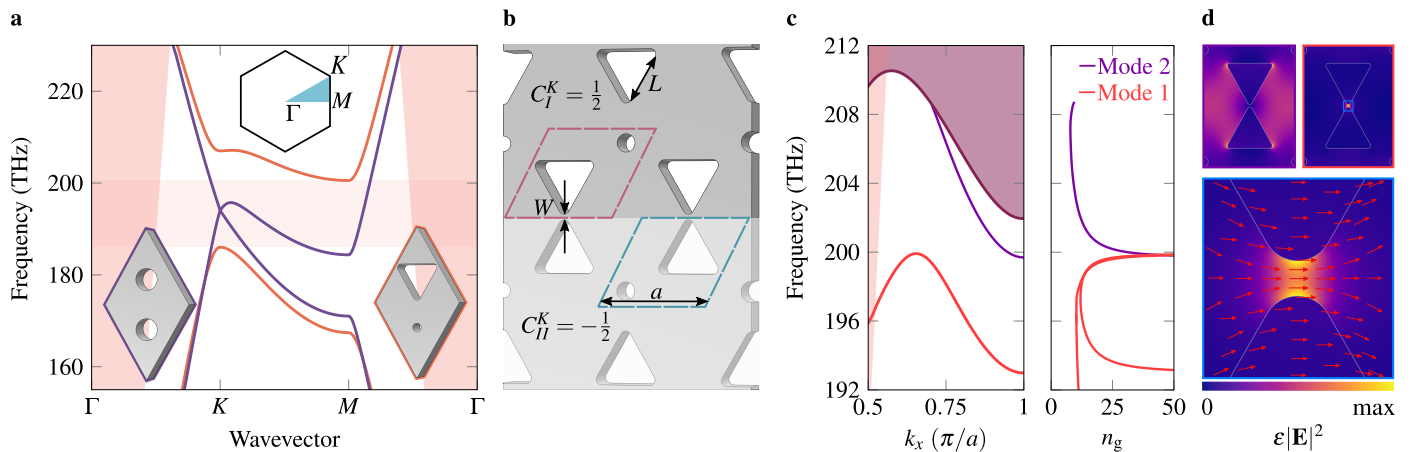 a
Frequency (THz)
220
200
180
160
Γ
K
M
Γ
Wavevector
K
Γ
M
b
C_I^K = 1/2
L
W
a
C_II^K = −1/2
c
Frequency (THz)
212
208
204
200
196
192
0.5
0.75
1
k_x (π/a)
Mode 2
Mode 1
0
25
50
n_g
d
0
max
ε|E|²